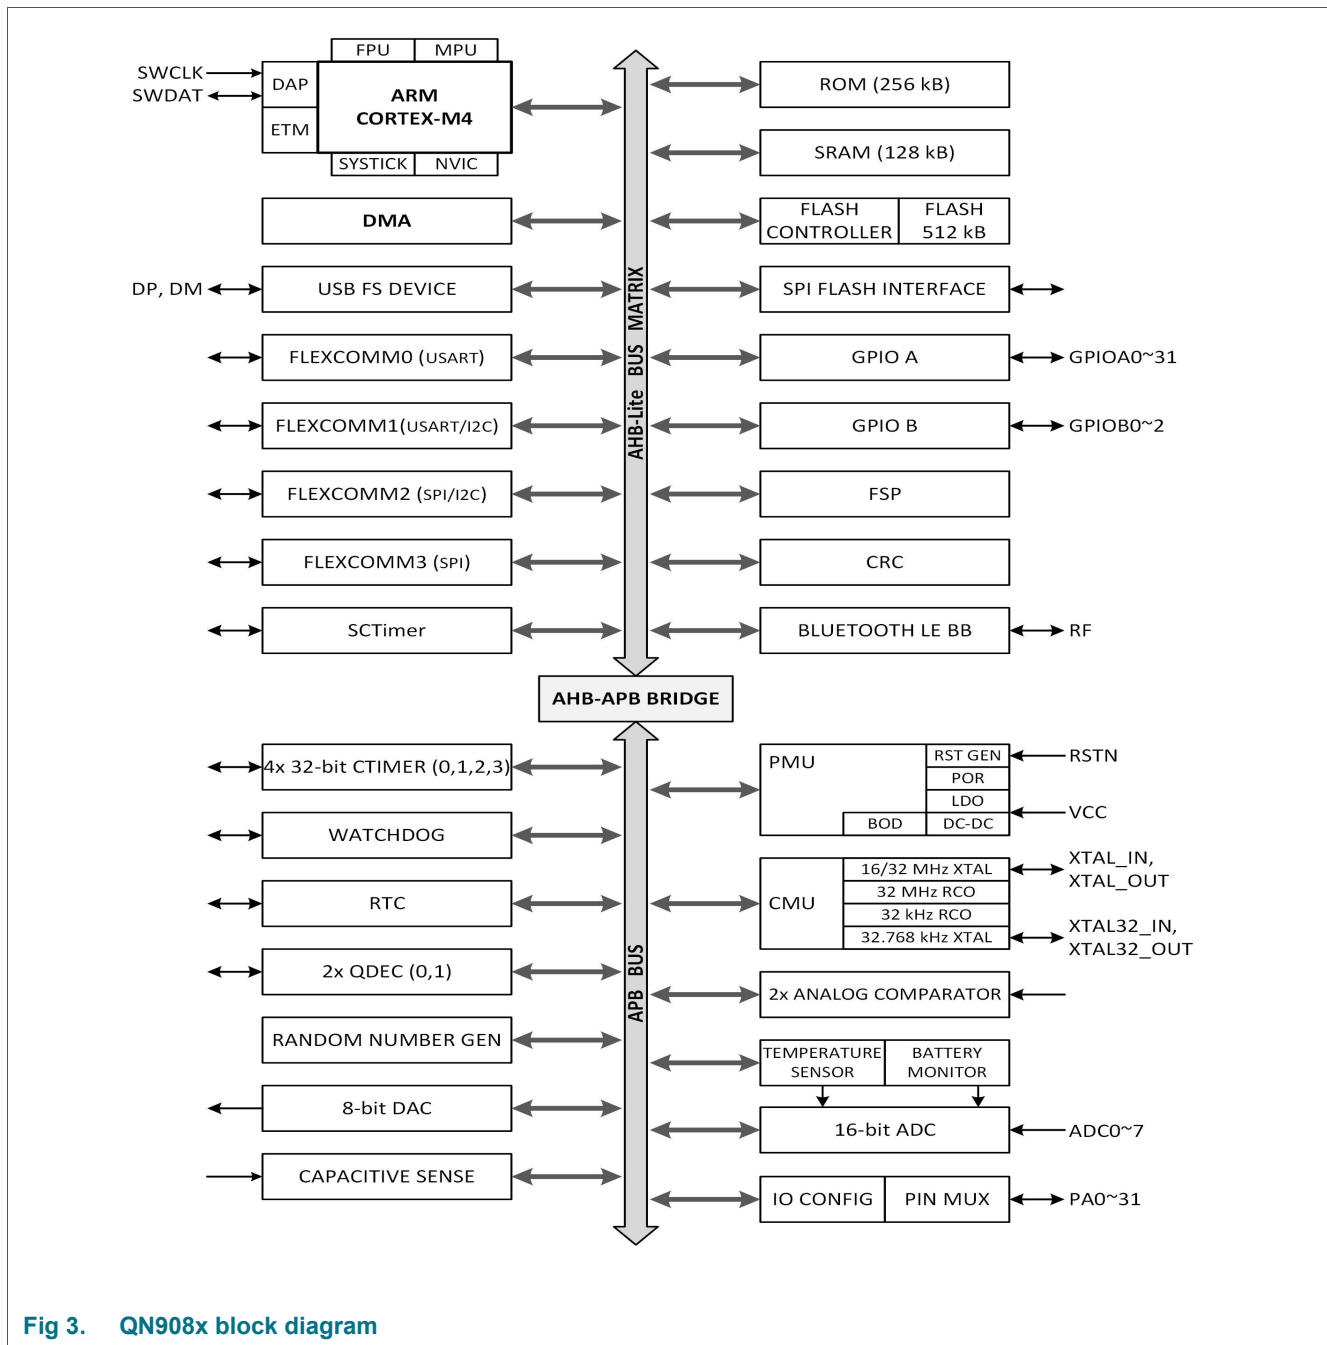 FPU
MPU
SWCLK
SWDAT
DAP
ETM
ARM
CORTEX-M4
SYSTICK
NVIC
DMA
DP, DM
USB FS DEVICE
FLEXCOMM0 (USART)
FLEXCOMM1(USART/I2C)
FLEXCOMM2 (SPI/I2C)
FLEXCOMM3 (SPI)
SCTimer
AHB-Lite BUS MATRIX
ROM (256 kB)
SRAM (128 kB)
FLASH
CONTROLLER
FLASH
512 kB
SPI FLASH INTERFACE
GPIO A
GPIOA0~31
GPIO B
GPIOB0~2
FSP
CRC
BLUETOOTH LE BB
RF
AHB-APB BRIDGE
4x 32-bit CTIMER (0,1,2,3)
WATCHDOG
RTC
2x QDEC (0,1)
RANDOM NUMBER GEN
8-bit DAC
CAPACITIVE SENSE
APB BUS
PMU
RST GEN
POR
LDO
BOD
DC-DC
RSTN
VCC
CMU
16/32 MHz XTAL
32 MHz RCO
32 kHz RCO
32.768 kHz XTAL
XTAL_IN,
XTAL_OUT
XTAL32_IN,
XTAL32_OUT
2x ANALOG COMPARATOR
TEMPERATURE
SENSOR
BATTERY
MONITOR
16-bit ADC
ADC0~7
IO CONFIG
PIN MUX
PA0~31
Fig 3. QN908x block diagram